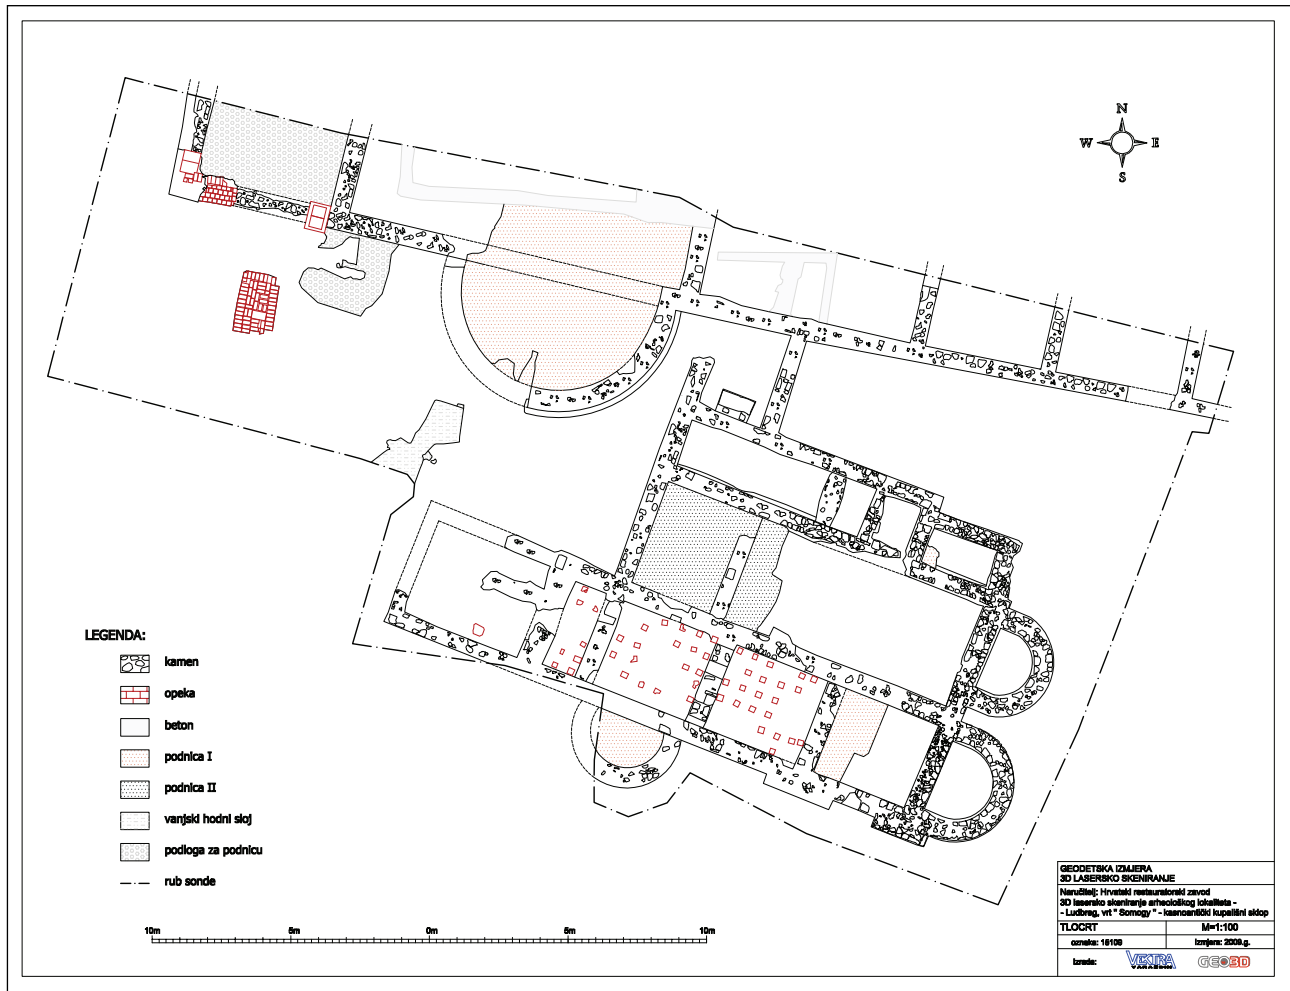 N
W E
S
LEGENDA:
kamen
opeka
beton
podnica I
podnica II
vanjski hodni sloj
podloga za podnicu
rub sonde
10m 5m 0m 5m 10m
GEODETSKA IZMJERA
3D LASERSKO SKENIRANJE
Naručitelj: Hrvatski restauratorski zavod
3D lasersko skeniranje arheološkog lokaliteta -
- Ludbreg, vrt " Somogy " - kasnoantički kupališni sklop
TLOCRT M=1:100
oznaka: 15109 Izmjera: 2009.g.
Izrada: VEKTRA VARAŽDIN GEO3D